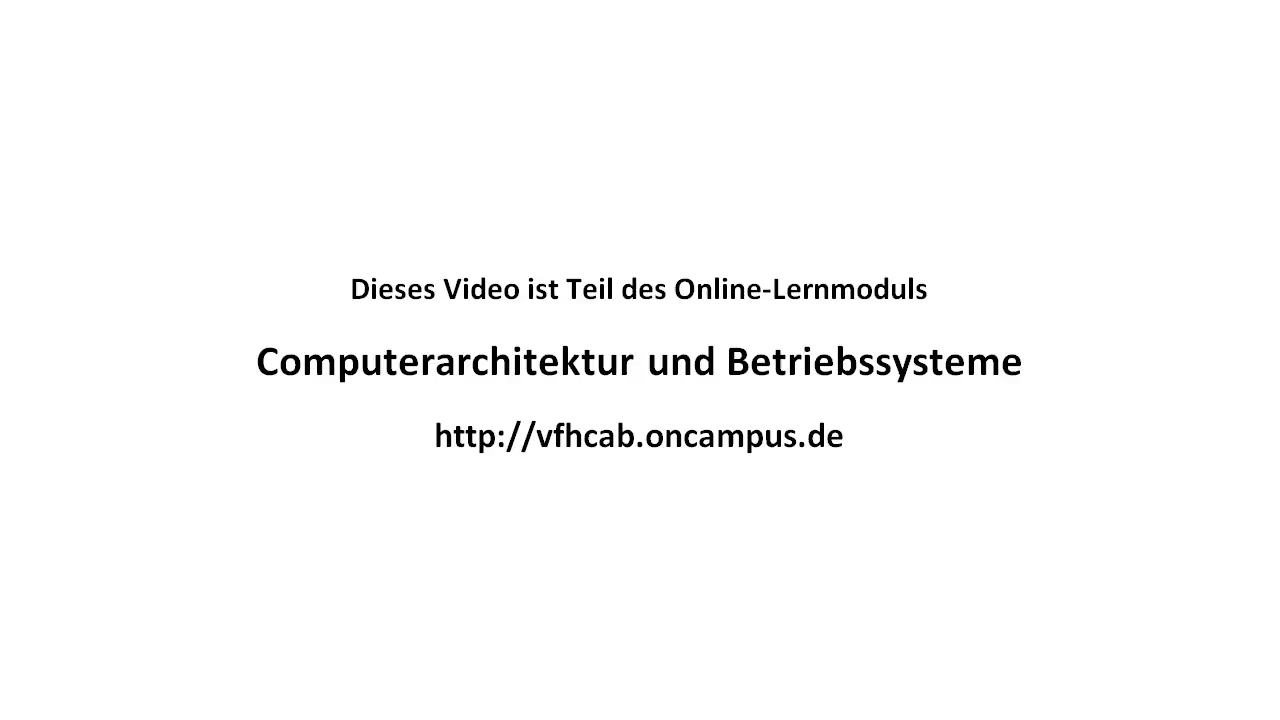 Dieses Video ist Teil des Online-Lernmoduls
Computerarchitektur und Betriebssysteme
http://vfhcab.oncampus.de